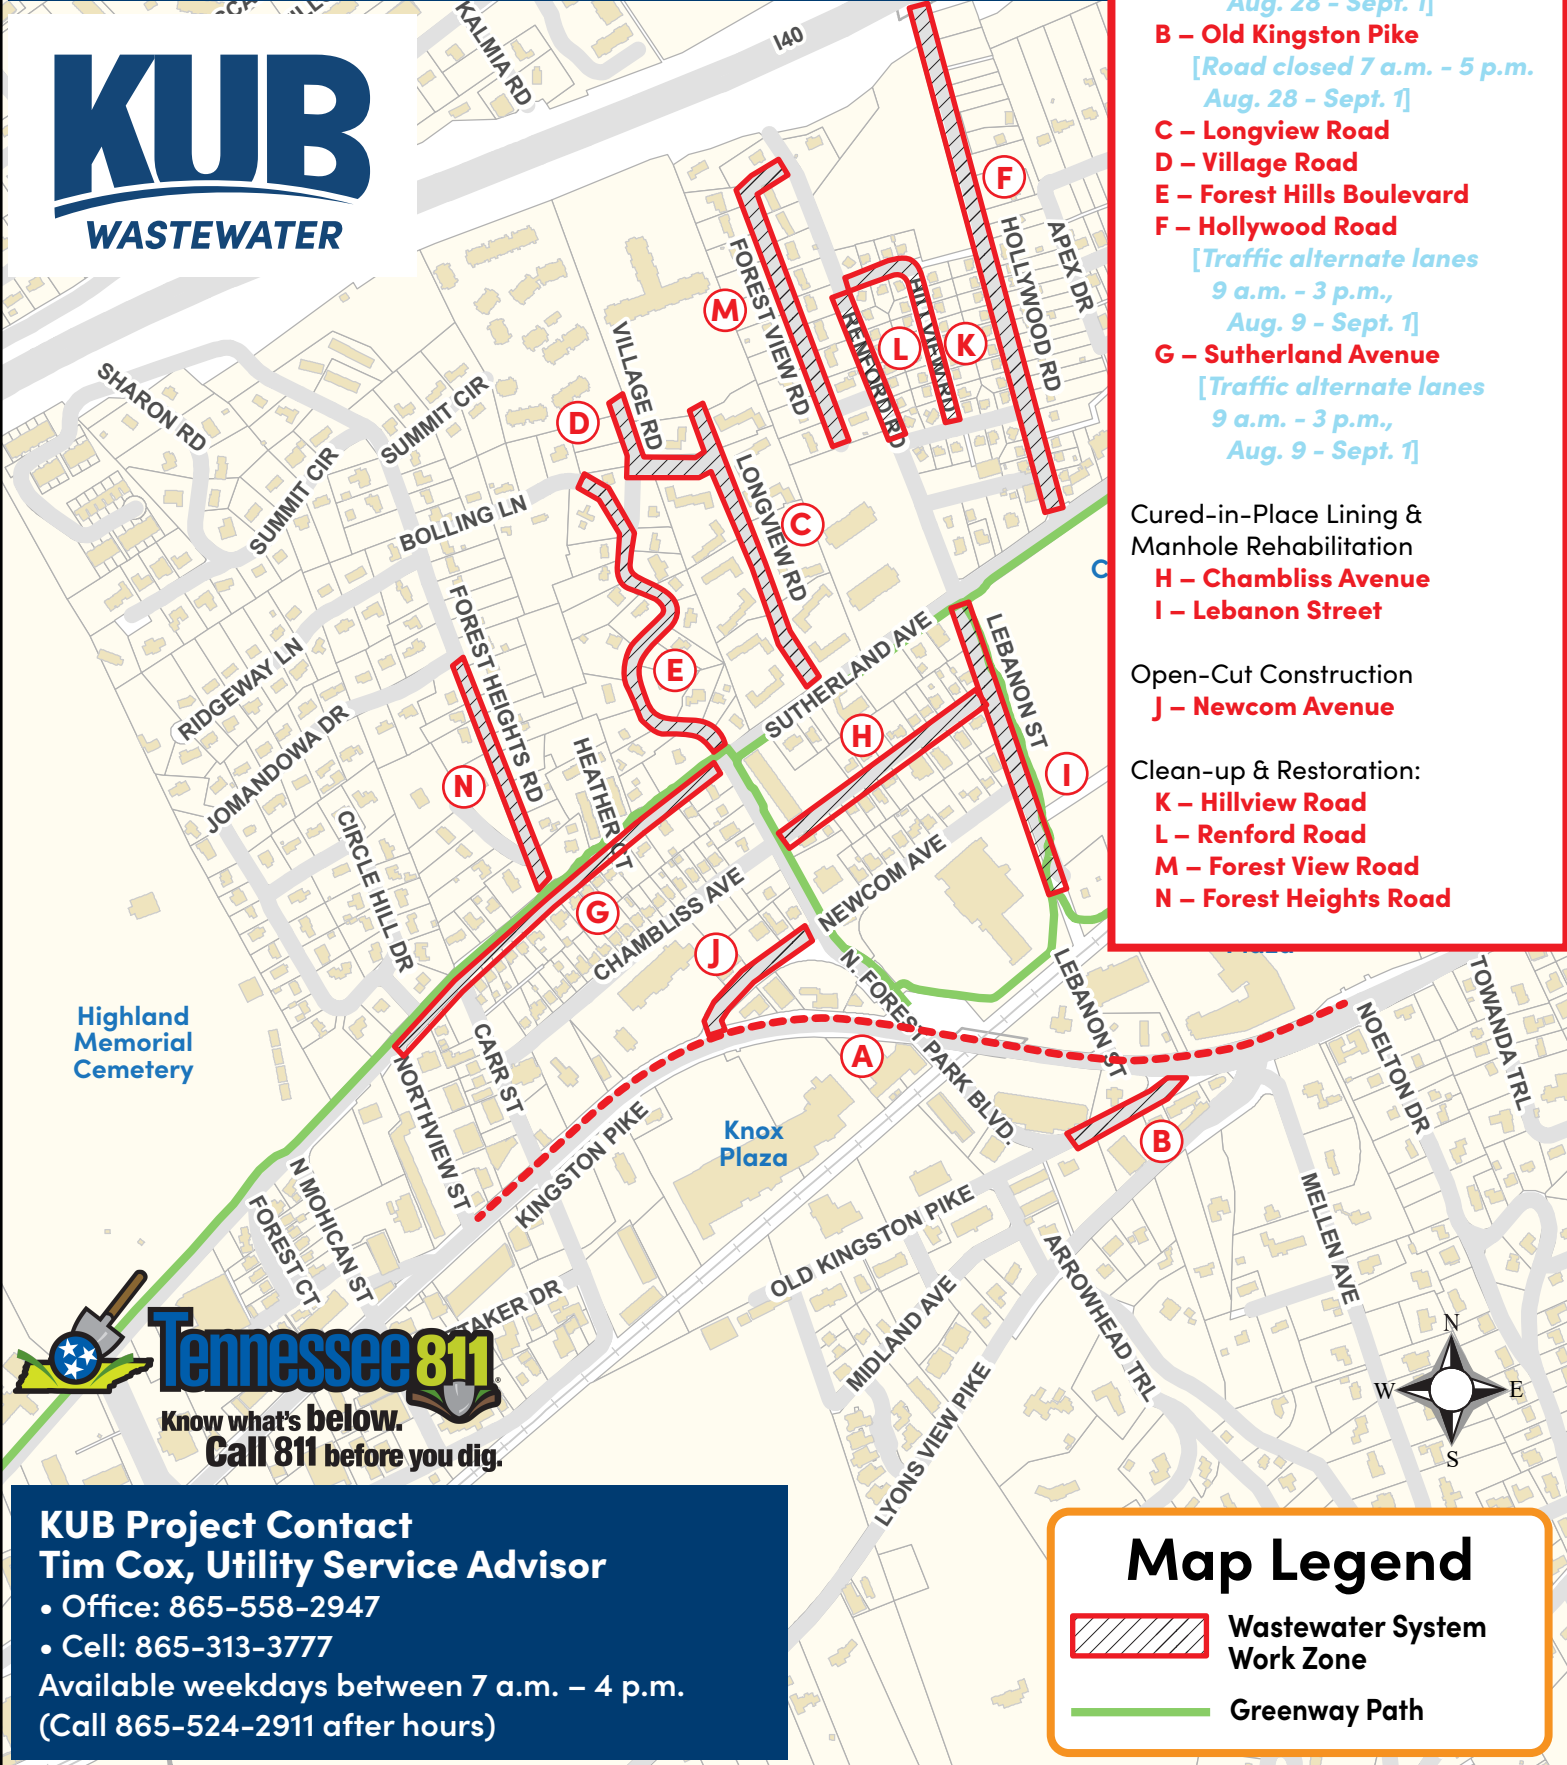 KUB
WASTEWATER
KALMIA RD
I40
Aug. 28 - Sept. 1]
B – Old Kingston Pike
[Road closed 7 a.m. - 5 p.m.
Aug. 28 - Sept. 1]
C – Longview Road
D – Village Road
E – Forest Hills Boulevard
F – Hollywood Road
[Traffic alternate lanes
9 a.m. - 3 p.m.,
Aug. 9 - Sept. 1]
G – Sutherland Avenue
[Traffic alternate lanes
9 a.m. - 3 p.m.,
Aug. 9 - Sept. 1]
Cured-in-Place Lining &
Manhole Rehabilitation
H – Chambliss Avenue
I – Lebanon Street
Open-Cut Construction
J – Newcom Avenue
Clean-up & Restoration:
K – Hillview Road
L – Renford Road
M – Forest View Road
N – Forest Heights Road
F
HOLLYWOOD RD
APEX DR
M
FOREST VIEW RD
RENFORD RD
L
HILLVIEW RD
K
VILLAGE RD
D
LONGVIEW RD
C
SHARON RD
SUMMIT CIR
SUMMIT CIR
BOLLING LN
E
SUTHERLAND AVE
LEBANON ST
H
I
FOREST HEIGHTS RD
RIDGEWAY LN
JOMANDOWA DR
N
HEATHER CT
CIRCLE HILL DR
G
CHAMBLISS AVE
NEWCOM AVE
J
N. FOREST PARK BLVD.
LEBANON ST
A
Highland
Memorial
Cemetery
CARR ST
NORTHVIEW ST
KINGSTON PIKE
Knox
Plaza
B
NOELTON DR
TOWANDA TRL
N MOHICAN ST
FOREST CT
OLD KINGSTON PIKE
MIDLAND AVE
ARROWHEAD TRL
MELLEN AVE
LYONS VIEW PIKE
TAKER DR
Tennessee 811
Know what's below.
Call 811 before you dig.
N
W E
S
KUB Project Contact
Tim Cox, Utility Service Advisor
• Office: 865-558-2947
• Cell: 865-313-3777
Available weekdays between 7 a.m. – 4 p.m.
(Call 865-524-2911 after hours)
Map Legend
Wastewater System
Work Zone
Greenway Path